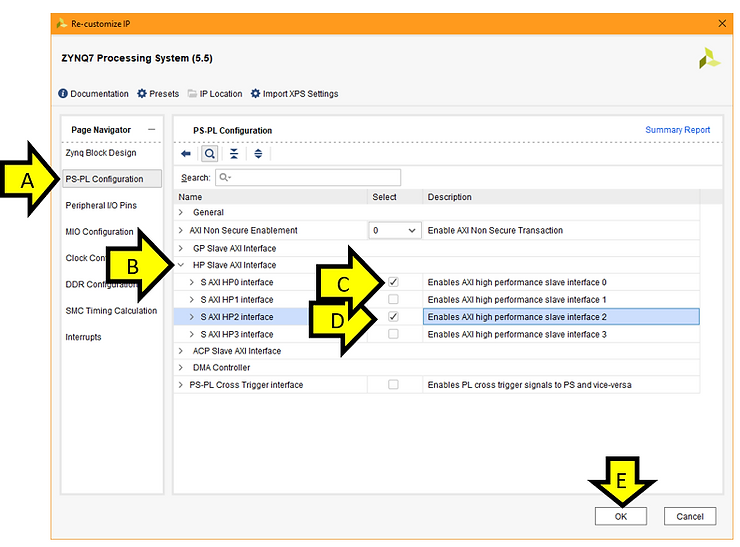 Re-customize IP
ZYNQ7 Processing System (5.5)
Documentation Presets IP Location Import XPS Settings
Page Navigator
PS-PL Configuration
Summary Report
Zynq Block Design
A
PS-PL Configuration
Peripheral I/O Pins
MIO Configuration
Clock Con
DDR Configuration
SMC Timing Calculation
Interrupts
Search: Q
Name Select Description
General
AXI Non Secure Enablement 0 Enable AXI Non Secure Transaction
GP Slave AXI Interface
B
HP Slave AXI Interface
S AXI HP0 interface C Enables AXI high performance slave interface 0
S AXI HP1 interface Enables AXI high performance slave interface 1
S AXI HP2 interface D Enables AXI high performance slave interface 2
S AXI HP3 interface Enables AXI high performance slave interface 3
ACP Slave AXI Interface
DMA Controller
PS-PL Cross Trigger interface Enables PL cross trigger signals to PS and vice-versa
E
OK Cancel